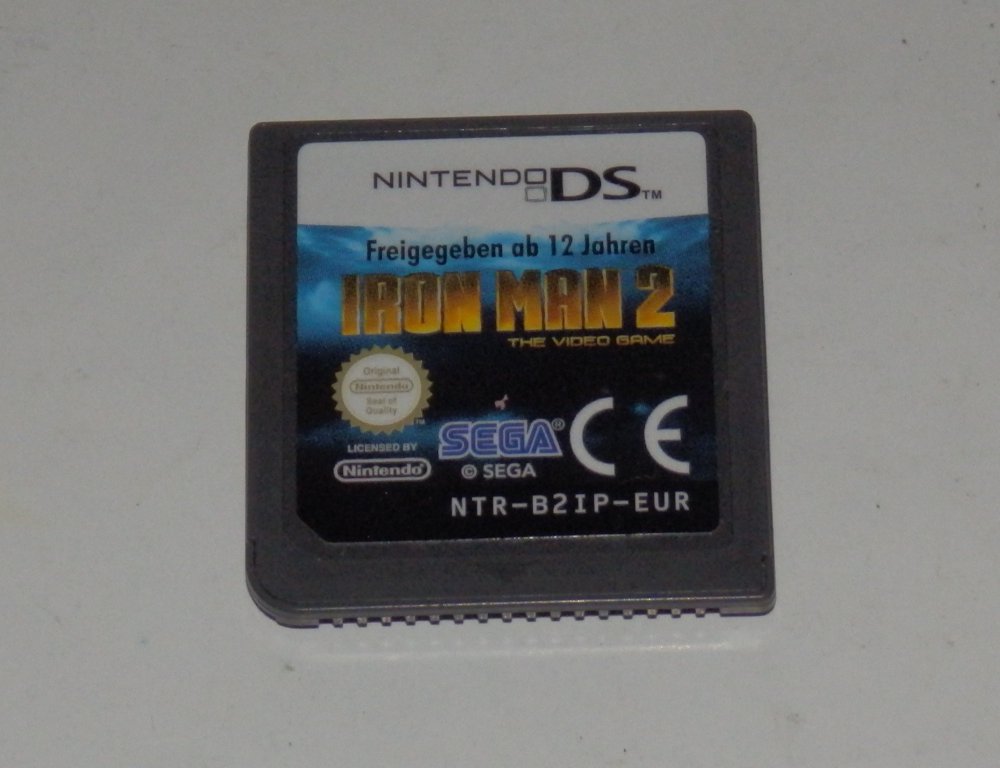 NINTENDO DS™
Freigegeben ab 12 Jahren
IRON MAN 2
THE VIDEO GAME
Original
Nintendo
Seal of
Quality
TM
LICENSED BY
Nintendo®
SEGA®
© SEGA
CE
NTR-B2IP-EUR